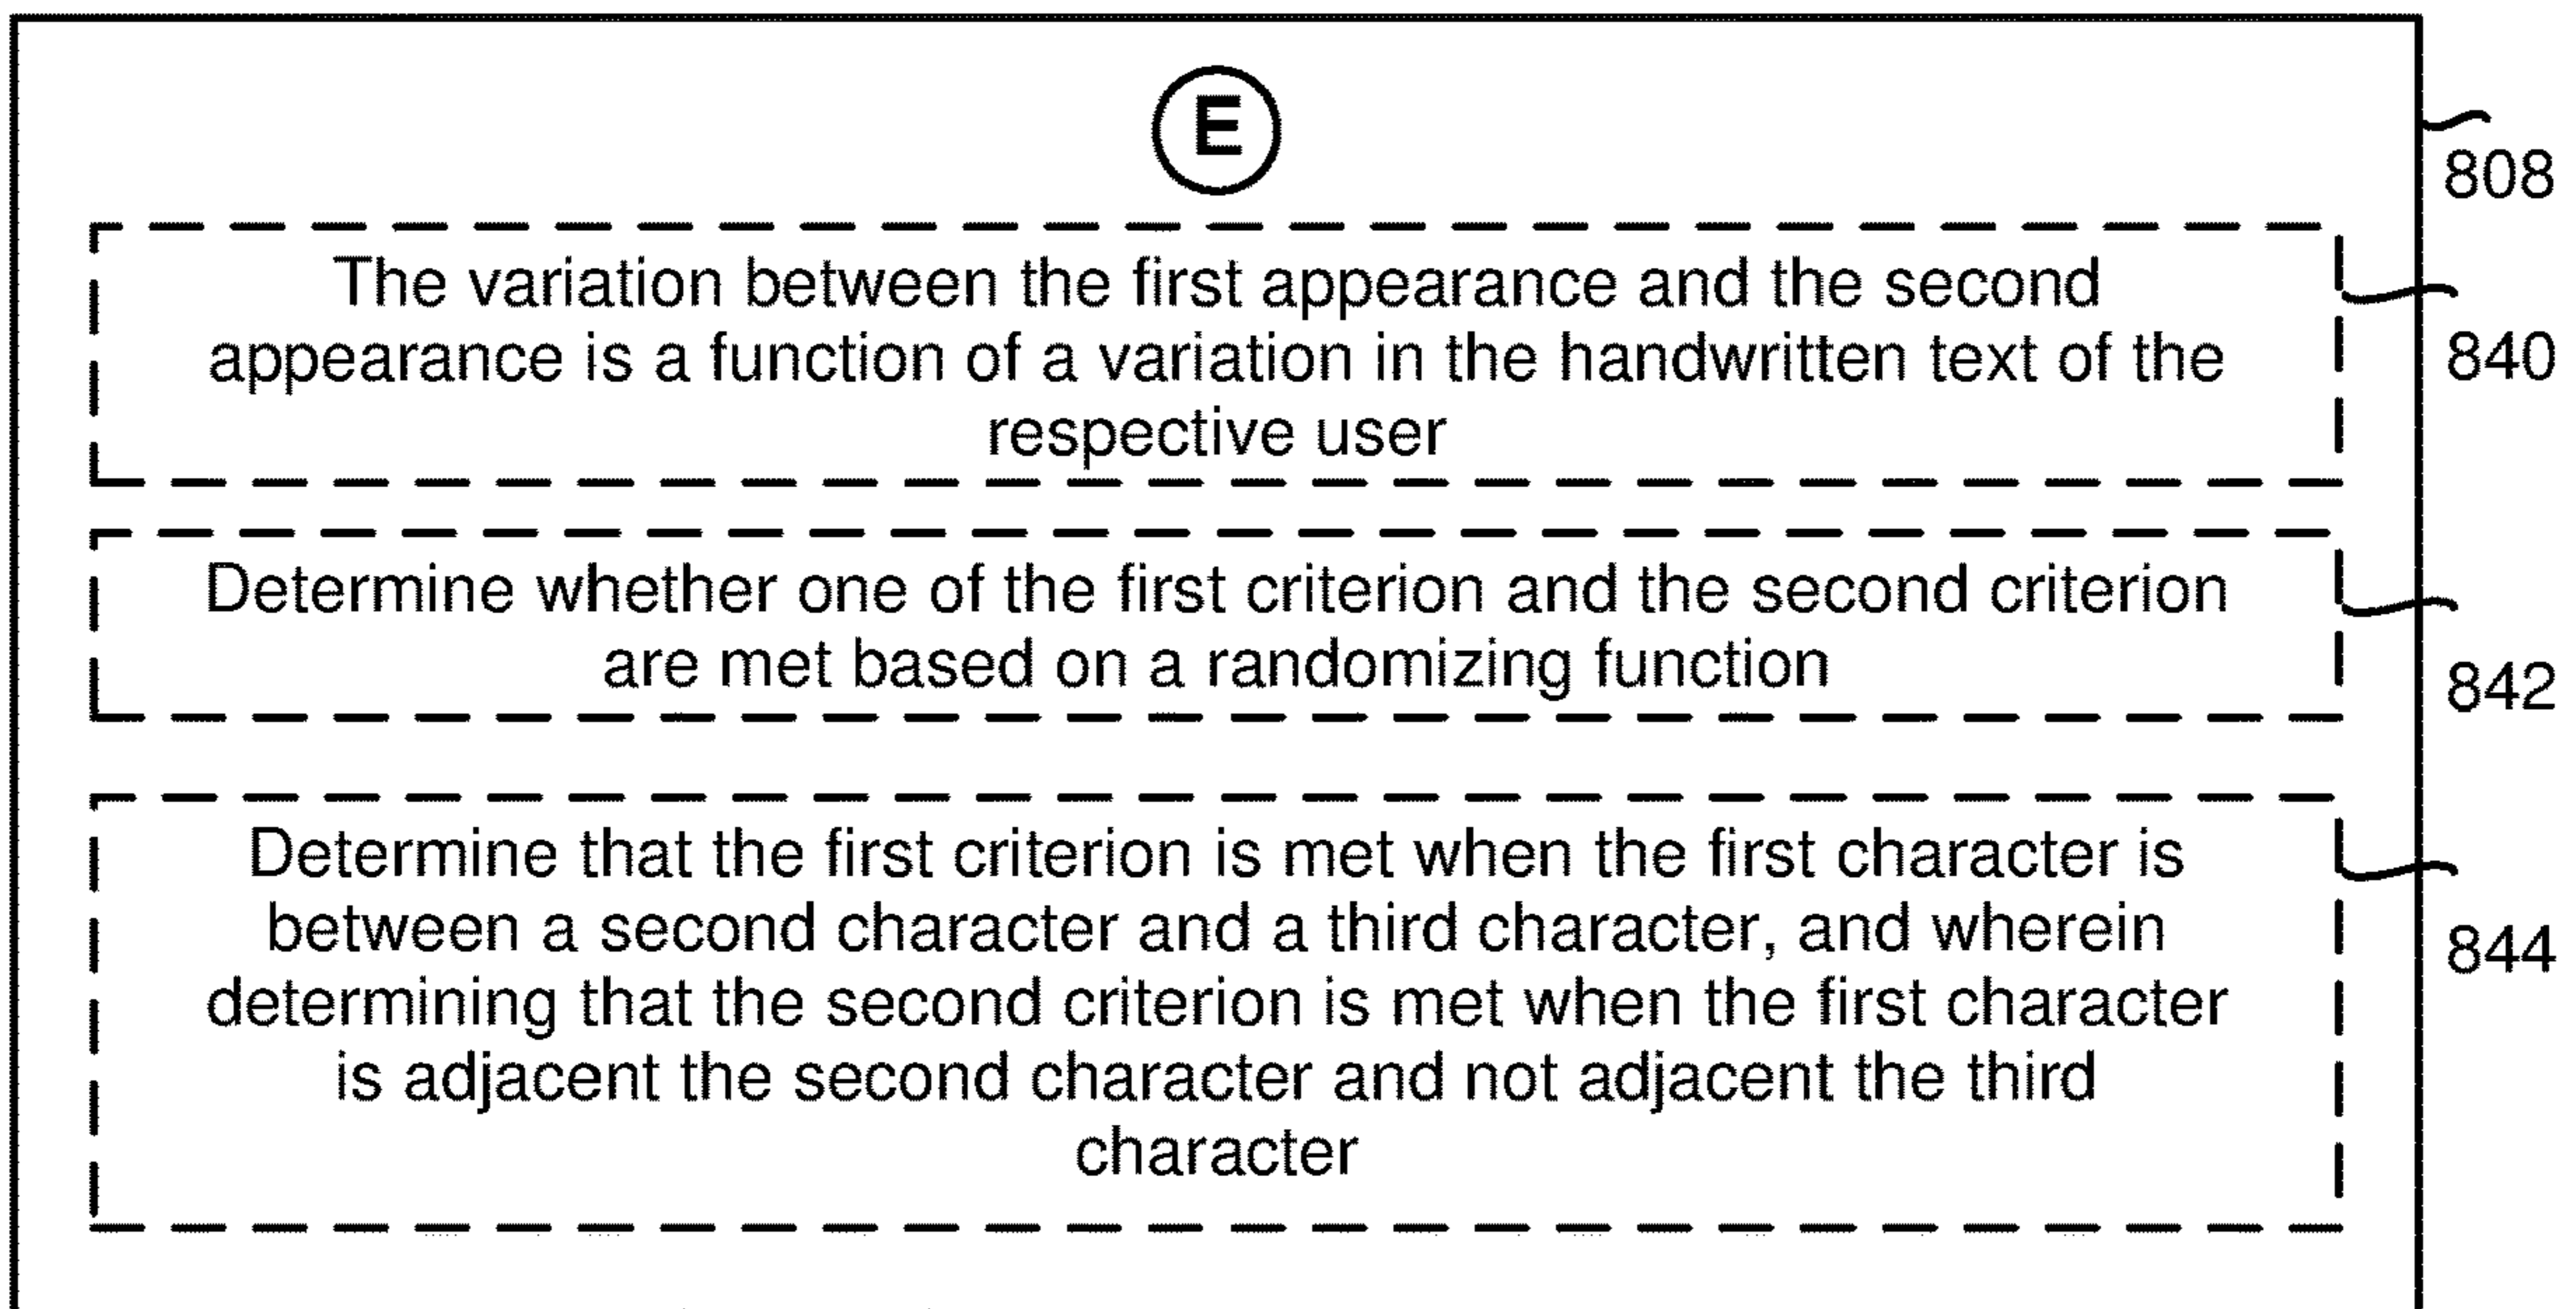 E
808
The variation between the first appearance and the second
appearance is a function of a variation in the handwritten text of the
respective user
840
Determine whether one of the first criterion and the second criterion
are met based on a randomizing function
842
Determine that the first criterion is met when the first character is
between a second character and a third character, and wherein
determining that the second criterion is met when the first character
is adjacent the second character and not adjacent the third
character
844